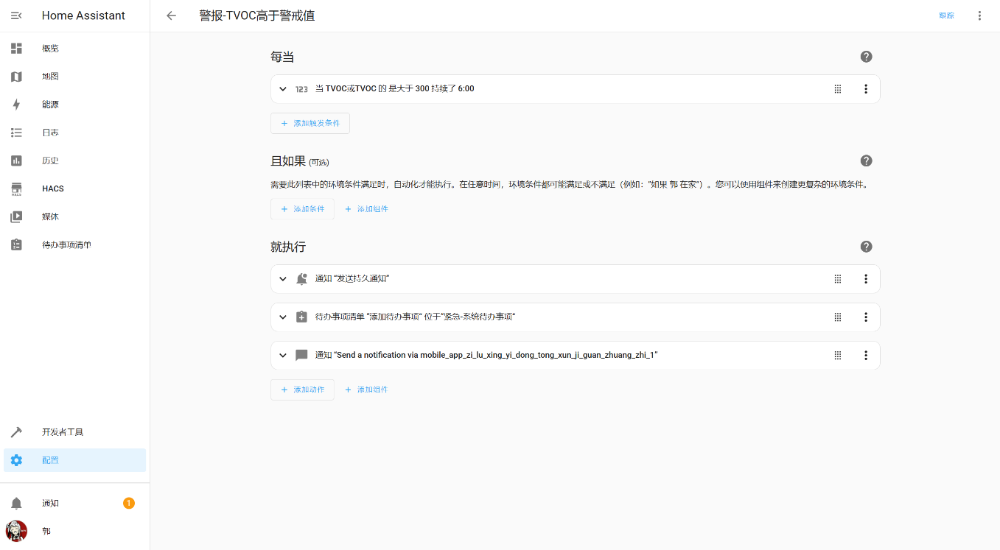 Home Assistant
警报-TVOC高于警戒值
跟踪
概览
地图
能源
日志
历史
HACS
HACS
媒体
待办事项清单
开发者工具
配置
通知
1
郭
每当
123 当 TVOC或TVOC 的 是大于 300 持续了 6:00
+ 添加触发条件
且如果 (可选)
需要此列表中的环境条件满足时，自动化才能执行。在任意时间，环境条件都可能满足或不满足（例如："如果 郭 在家"）。您可以使用组件来创建更复杂的环境条件。
+ 添加条件 + 添加组件
就执行
通知 “发送持久通知”
待办事项清单 “添加待办事项” 位于”紧急-系统待办事项“
通知 “Send a notification via mobile_app_zi_lu_xing_yi_dong_tong_xun_ji_guan_zhuang_zhi_1”
+ 添加动作 + 添加组件